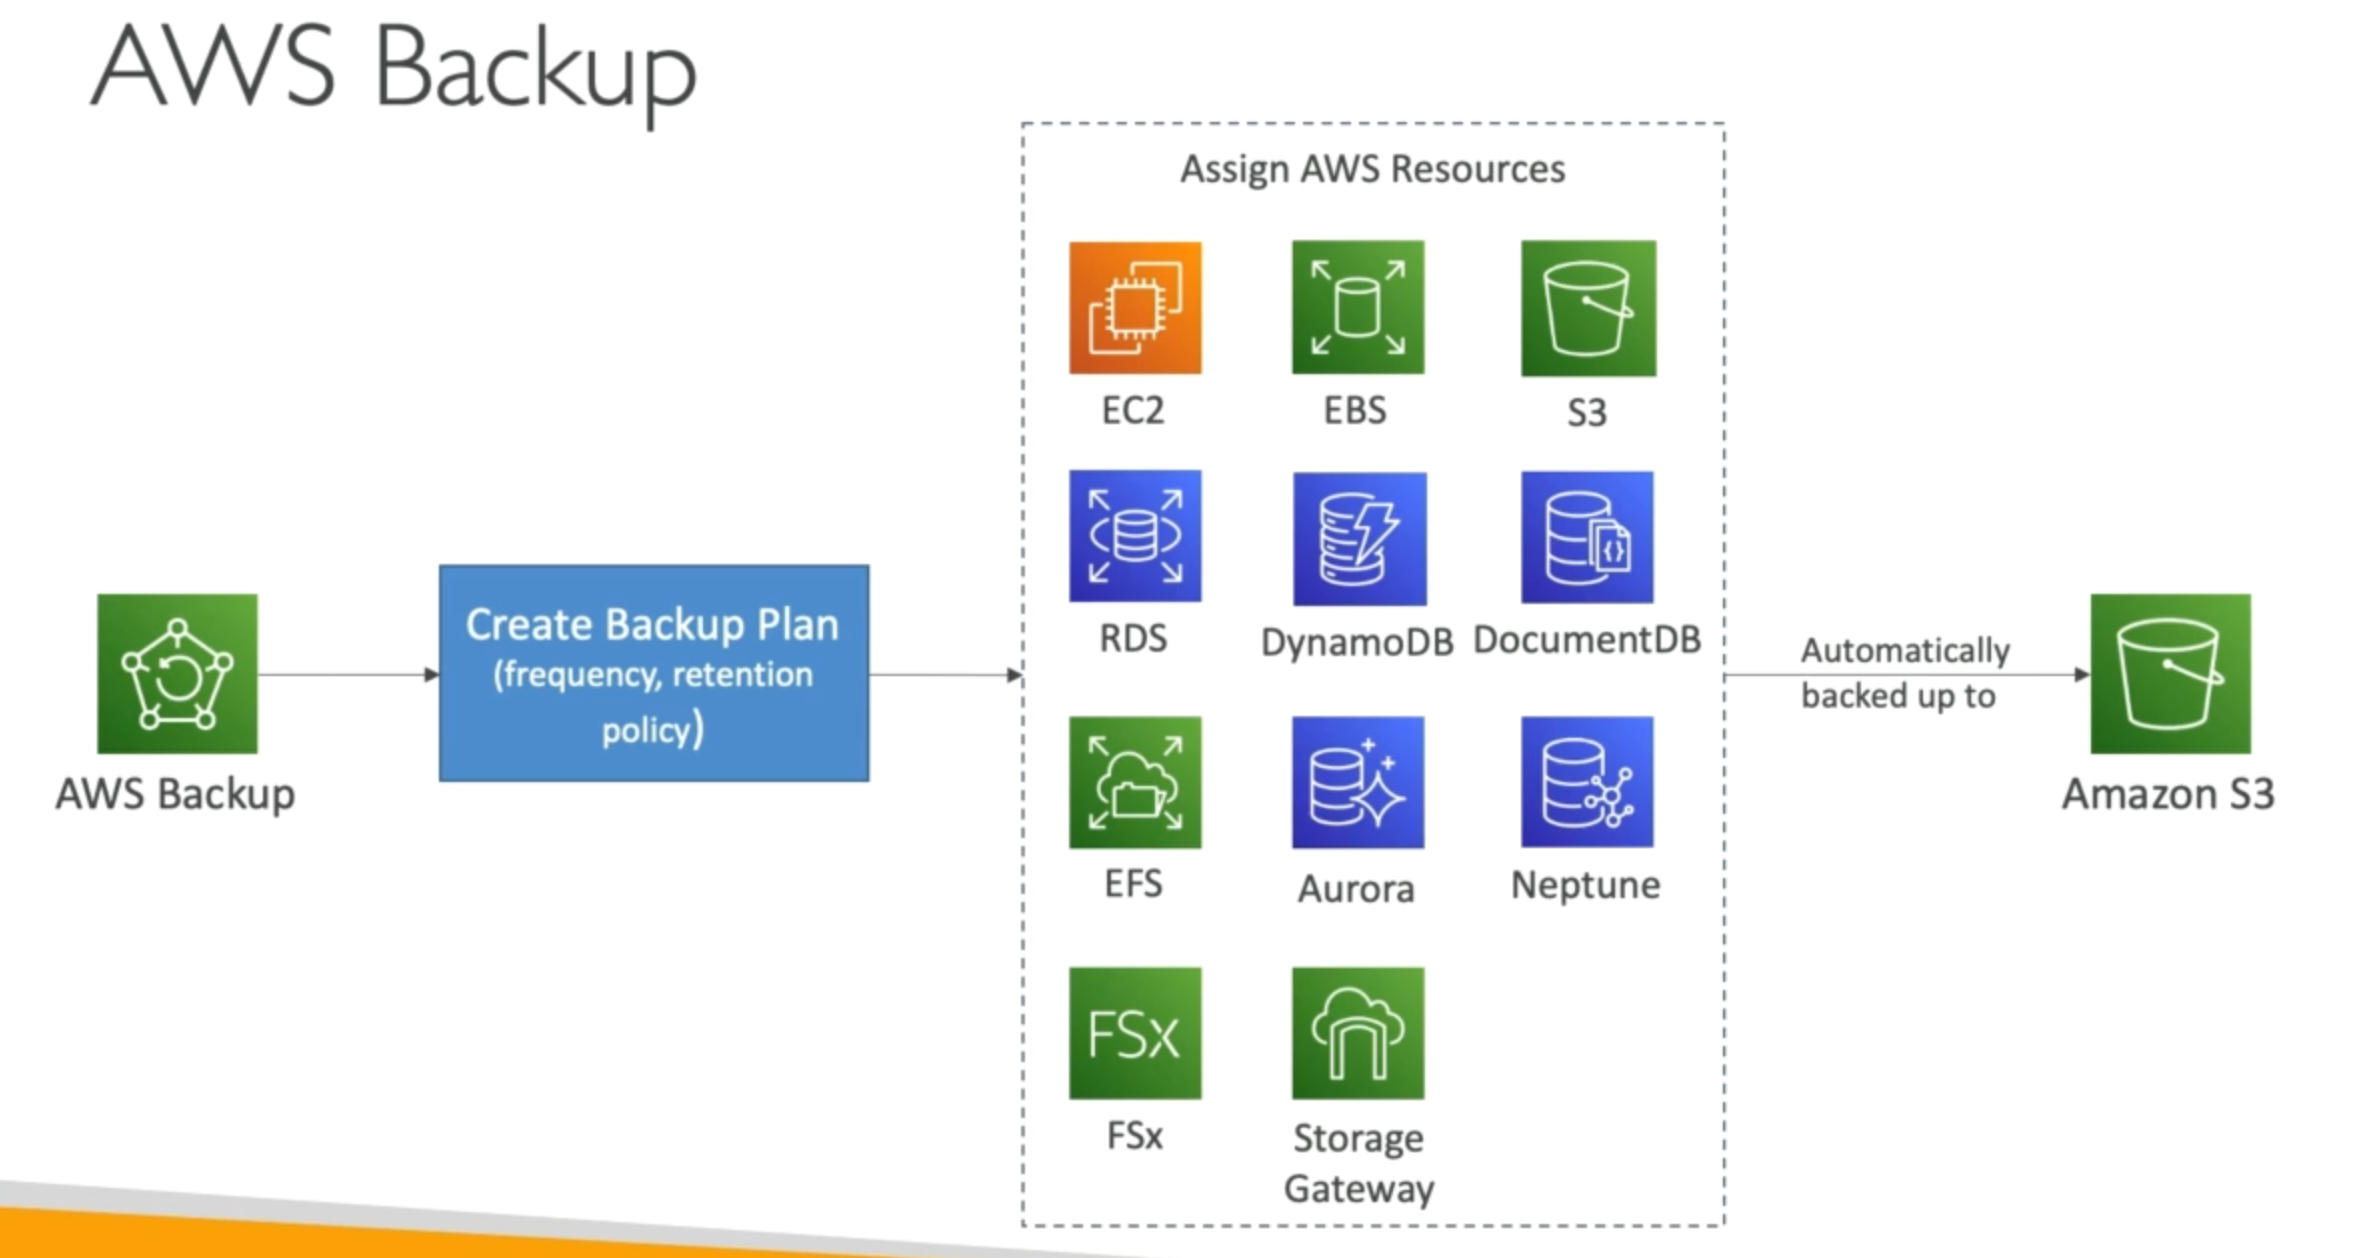 AWS Backup
Assign AWS Resources
EC2
EBS
S3
RDS
DynamoDB
DocumentDB
AWS Backup
Create Backup Plan
(frequency, retention
policy)
Automatically
backed up to
Amazon S3
EFS
Aurora
Neptune
FSx
FSx
Storage
Gateway